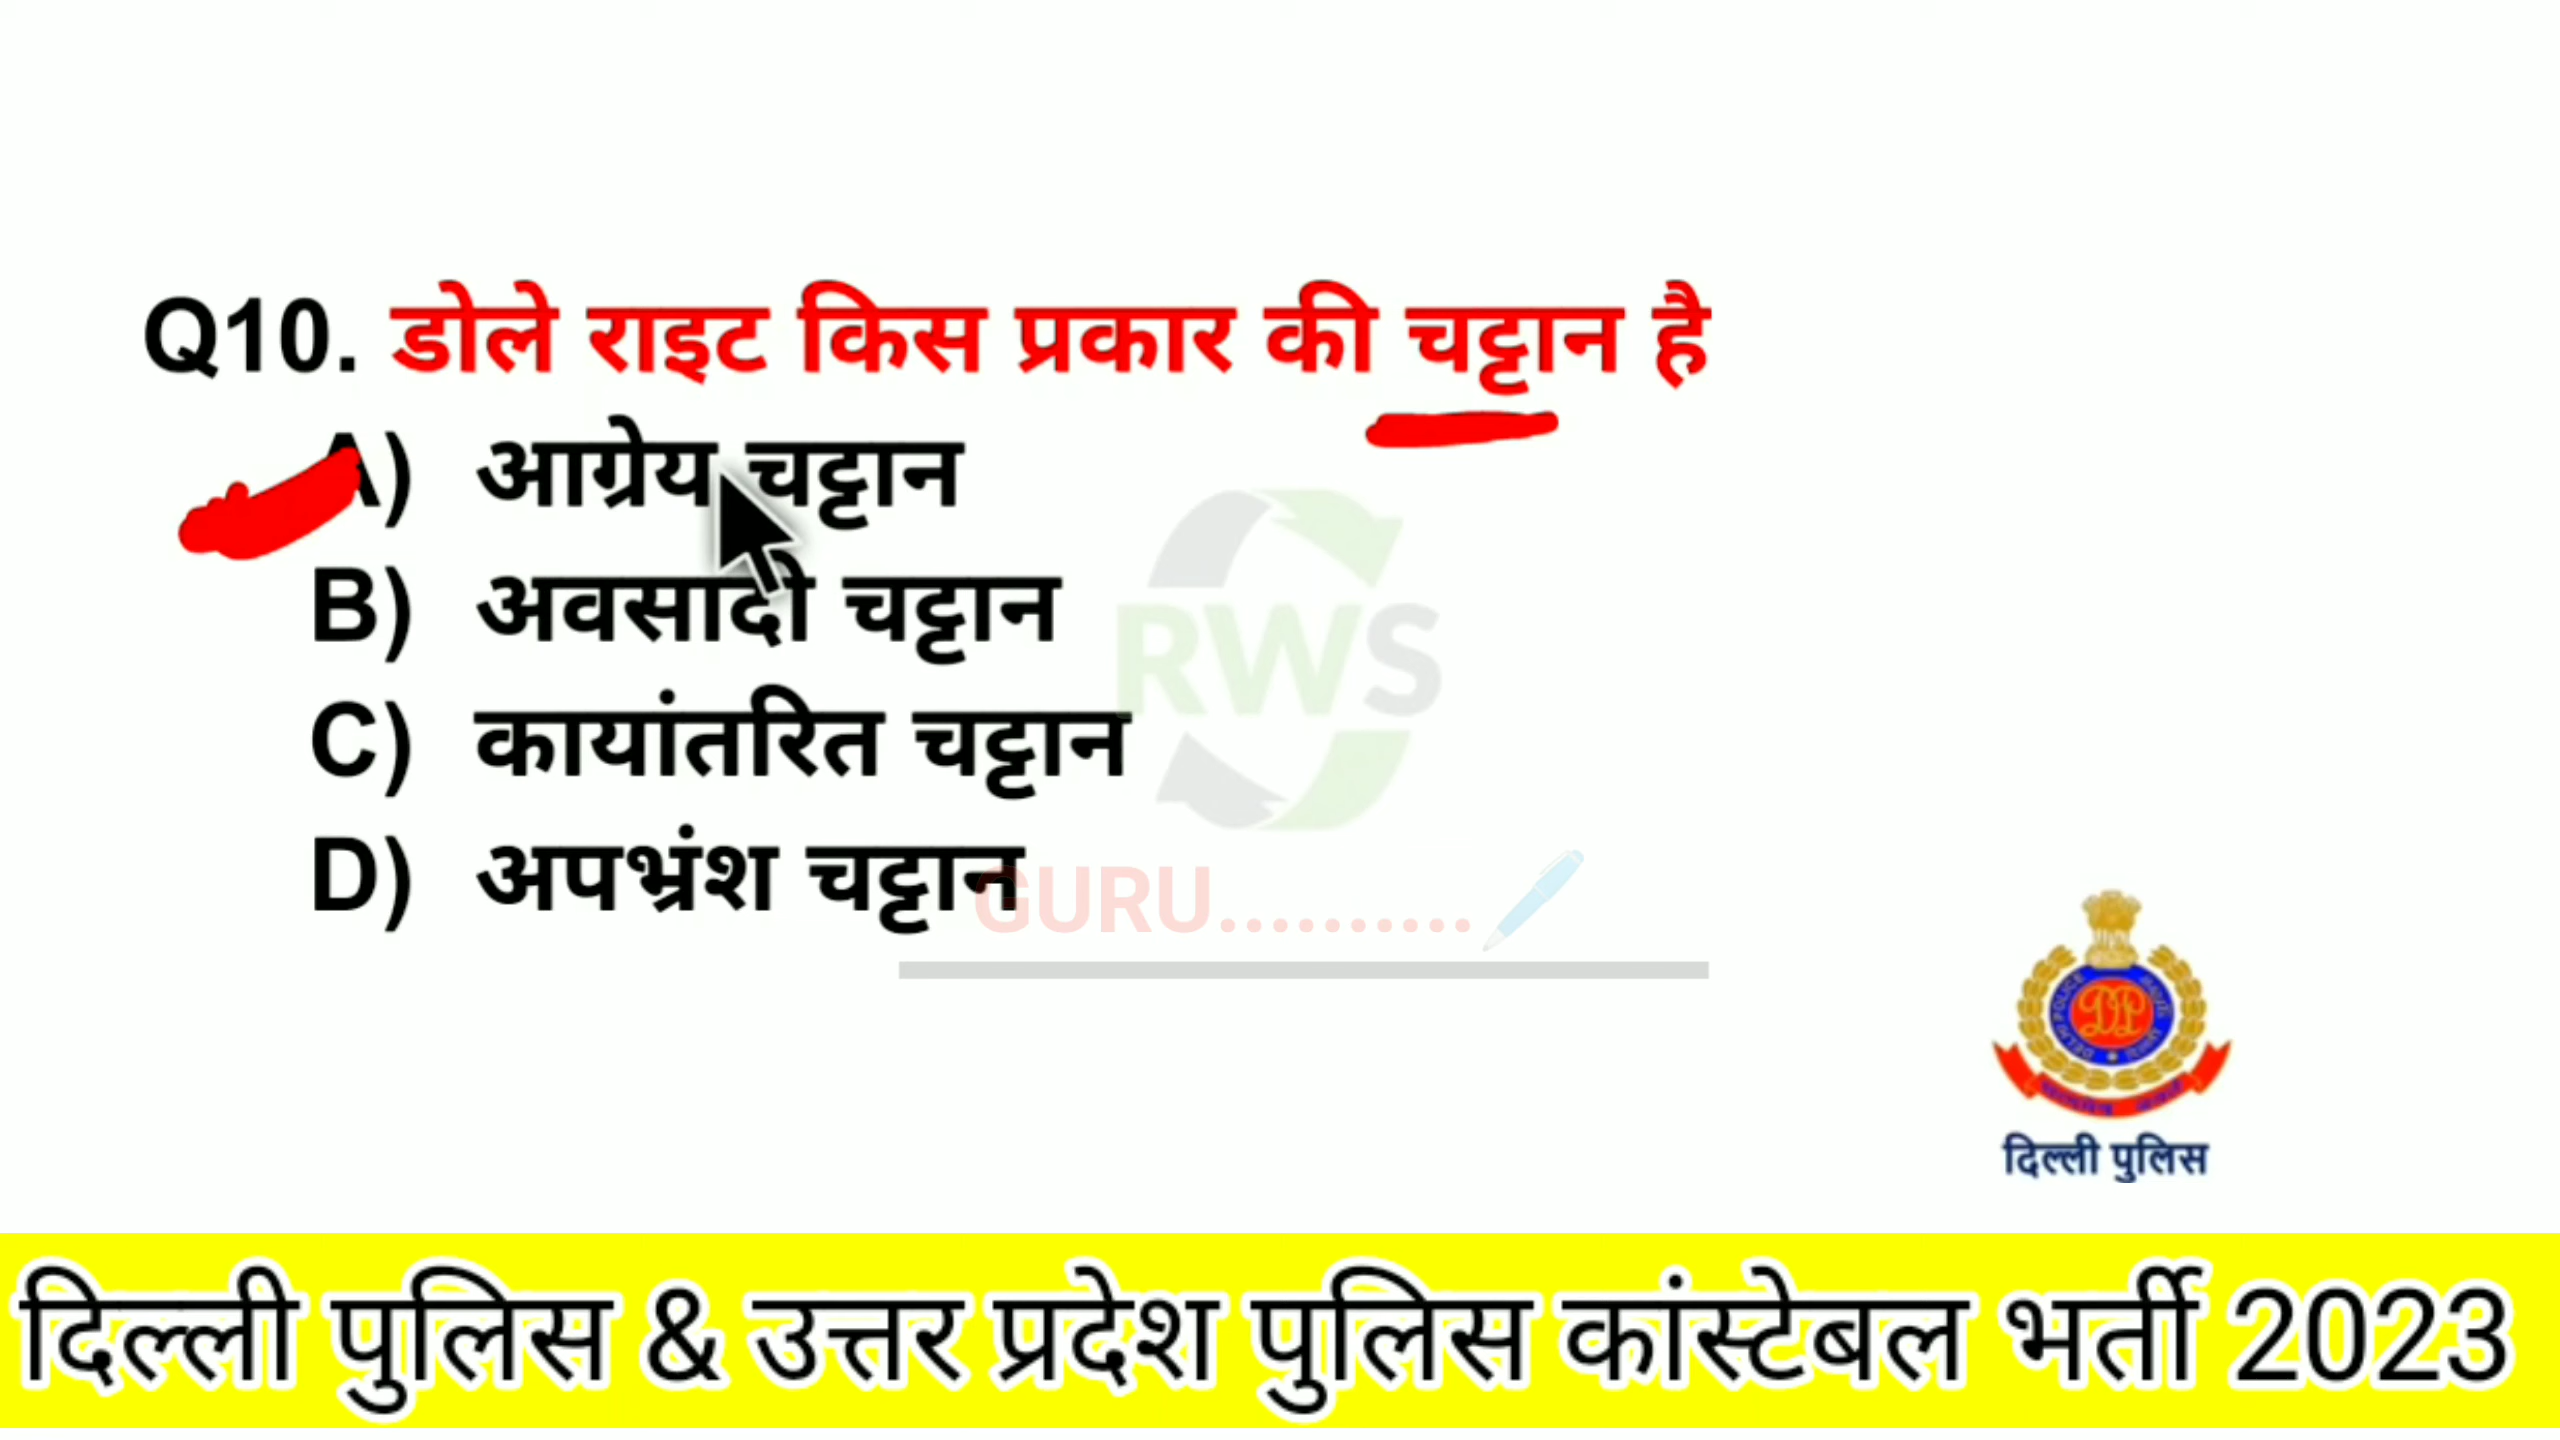 Q10. डोले राइट किस प्रकार की चट्टान है
A) आग्रेय चट्टान
B) अवसादी चट्टान
C) कायांतरित चट्टान
D) अपभ्रंश चट्टान
RWS
GURU..........
दिल्ली पुलिस
दिल्ली पुलिस & उत्तर प्रदेश पुलिस कांस्टेबल भर्ती 2023